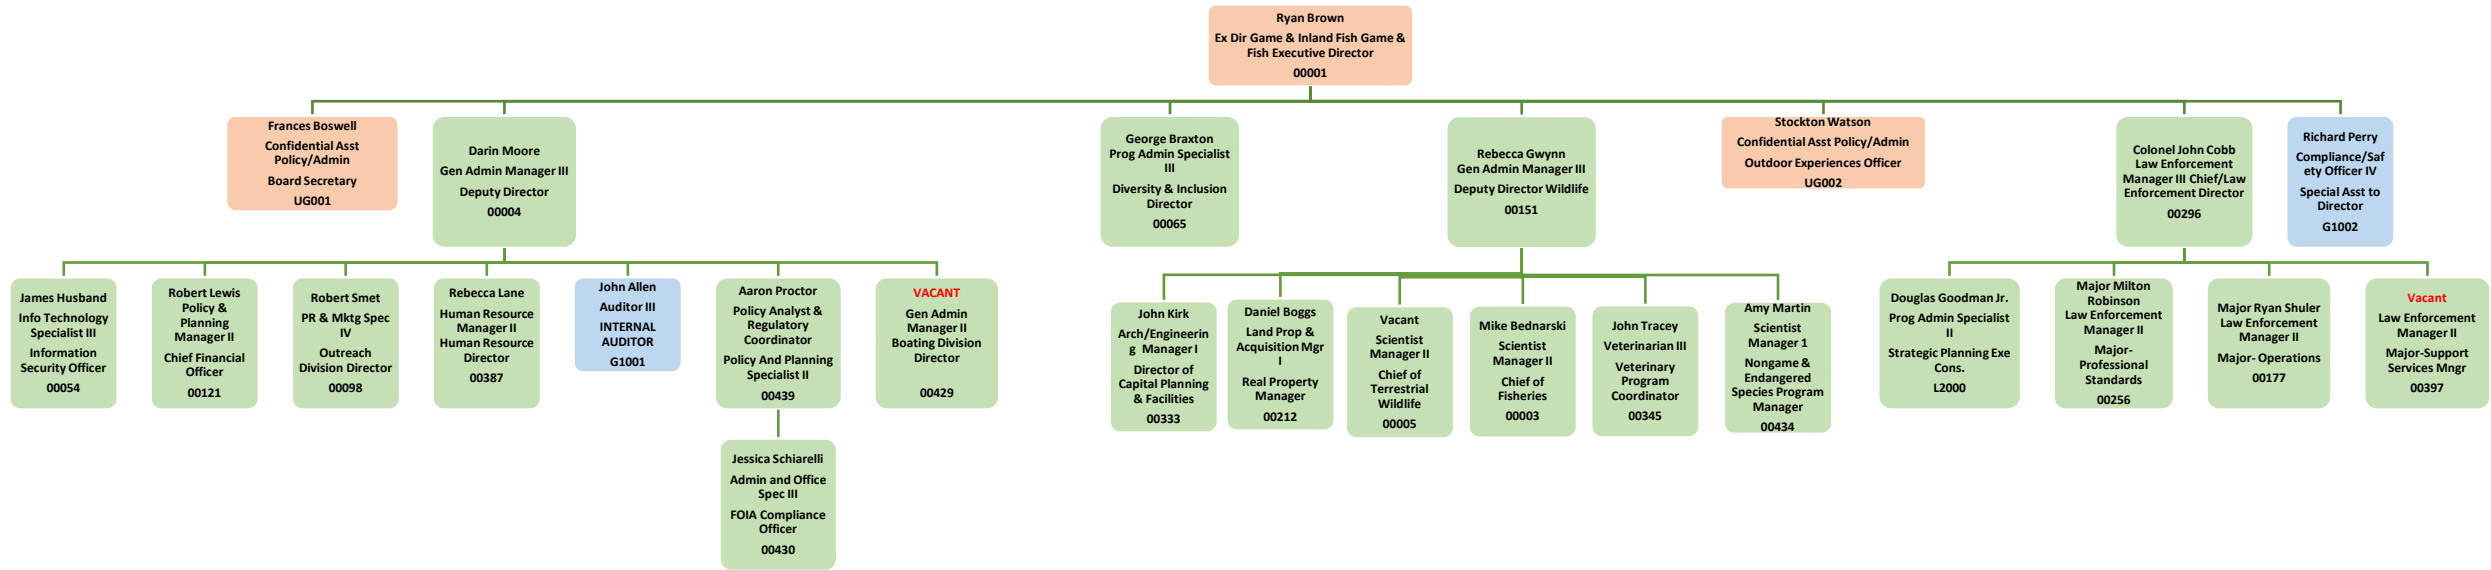 Ryan Brown
Ex Dir Game & Inland Fish Game &
Fish Executive Director
00001
Frances Boswell
Confidential Asst
Policy/Admin
Board Secretary
UG001
Darin Moore
Gen Admin Manager III
Deputy Director
00004
George Braxton
Prog Admin Specialist
III
Diversity & Inclusion
Director
00065
Rebecca Gwynn
Gen Admin Manager III
Deputy Director Wildlife
00151
Stockton Watson
Confidential Asst Policy/Admin
Outdoor Experiences Officer
UG002
Colonel John Cobb
Law Enforcement
Manager III Chief/Law
Enforcement Director
00296
Richard Perry
Compliance/Saf
ety Officer IV
Special Asst to
Director
G1002
James Husband
Info Technology
Specialist III
Information
Security Officer
00054
Robert Lewis
Policy &
Planning
Manager II
Chief Financial
Officer
00121
Robert Smet
PR & Mktg Spec
IV
Outreach
Division Director
00098
Rebecca Lane
Human Resource
Manager II
Human Resource
Director
00387
John Allen
Auditor III
INTERNAL
AUDITOR
G1001
Aaron Proctor
Policy Analyst &
Regulatory
Coordinator
Policy And Planning
Specialist II
00439
VACANT
Gen Admin
Manager II
Boating Division
Director
00429
John Kirk
Arch/Engineerin
g Manager I
Director of
Capital Planning
& Facilities
00333
Daniel Boggs
Land Prop &
Acquisition Mgr
I
Real Property
Manager
00212
Vacant
Scientist
Manager II
Chief of
Terrestrial
Wildlife
00005
Mike Bednarski
Scientist
Manager II
Chief of
Fisheries
00003
John Tracey
Veterinarian III
Veterinary
Program
Coordinator
00345
Amy Martin
Scientist
Manager 1
Nongame &
Endangered
Species Program
Manager
00434
Douglas Goodman Jr.
Prog Admin Specialist
II
Strategic Planning Exe
Cons.
L2000
Major Milton
Robinson
Law Enforcement
Manager II
Major-
Professional
Standards
00256
Major Ryan Shuler
Law Enforcement
Manager II
Major- Operations
00177
Vacant
Law Enforcement
Manager II
Major-Support
Services Mngr
00397
Jessica Schiarelli
Admin and Office
Spec III
FOIA Compliance
Officer
00430